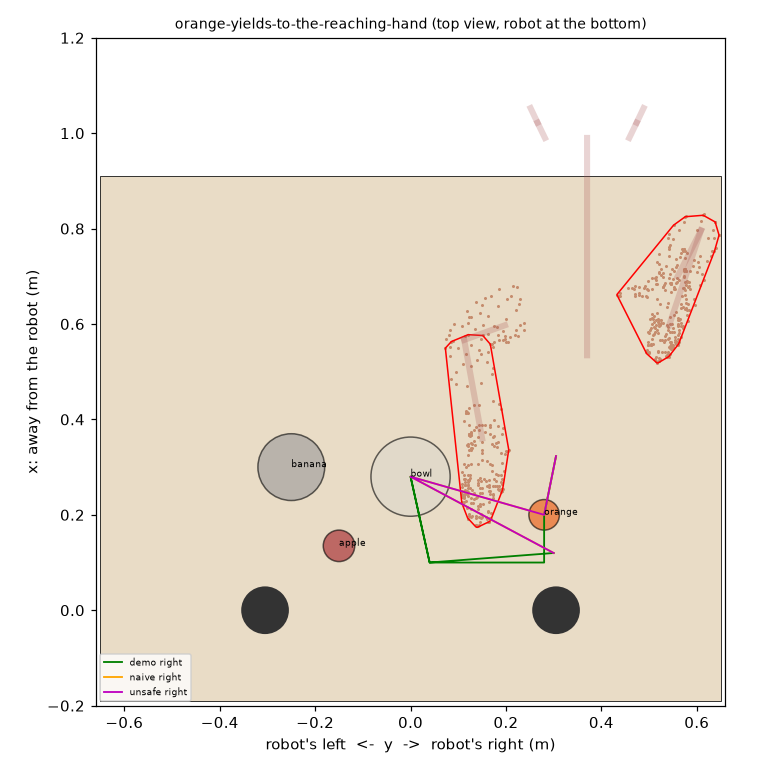 orange-yields-to-the-reaching-hand (top view, robot at the bottom)
1.2
1.0
0.8
0.6
0.4
0.2
0.0
−0.2
x: away from the robot (m)
banana
bowl
orange
apple
demo right
naive right
unsafe right
−0.6
−0.4
−0.2
0.0
0.2
0.4
0.6
robot's left <- y -> robot's right (m)